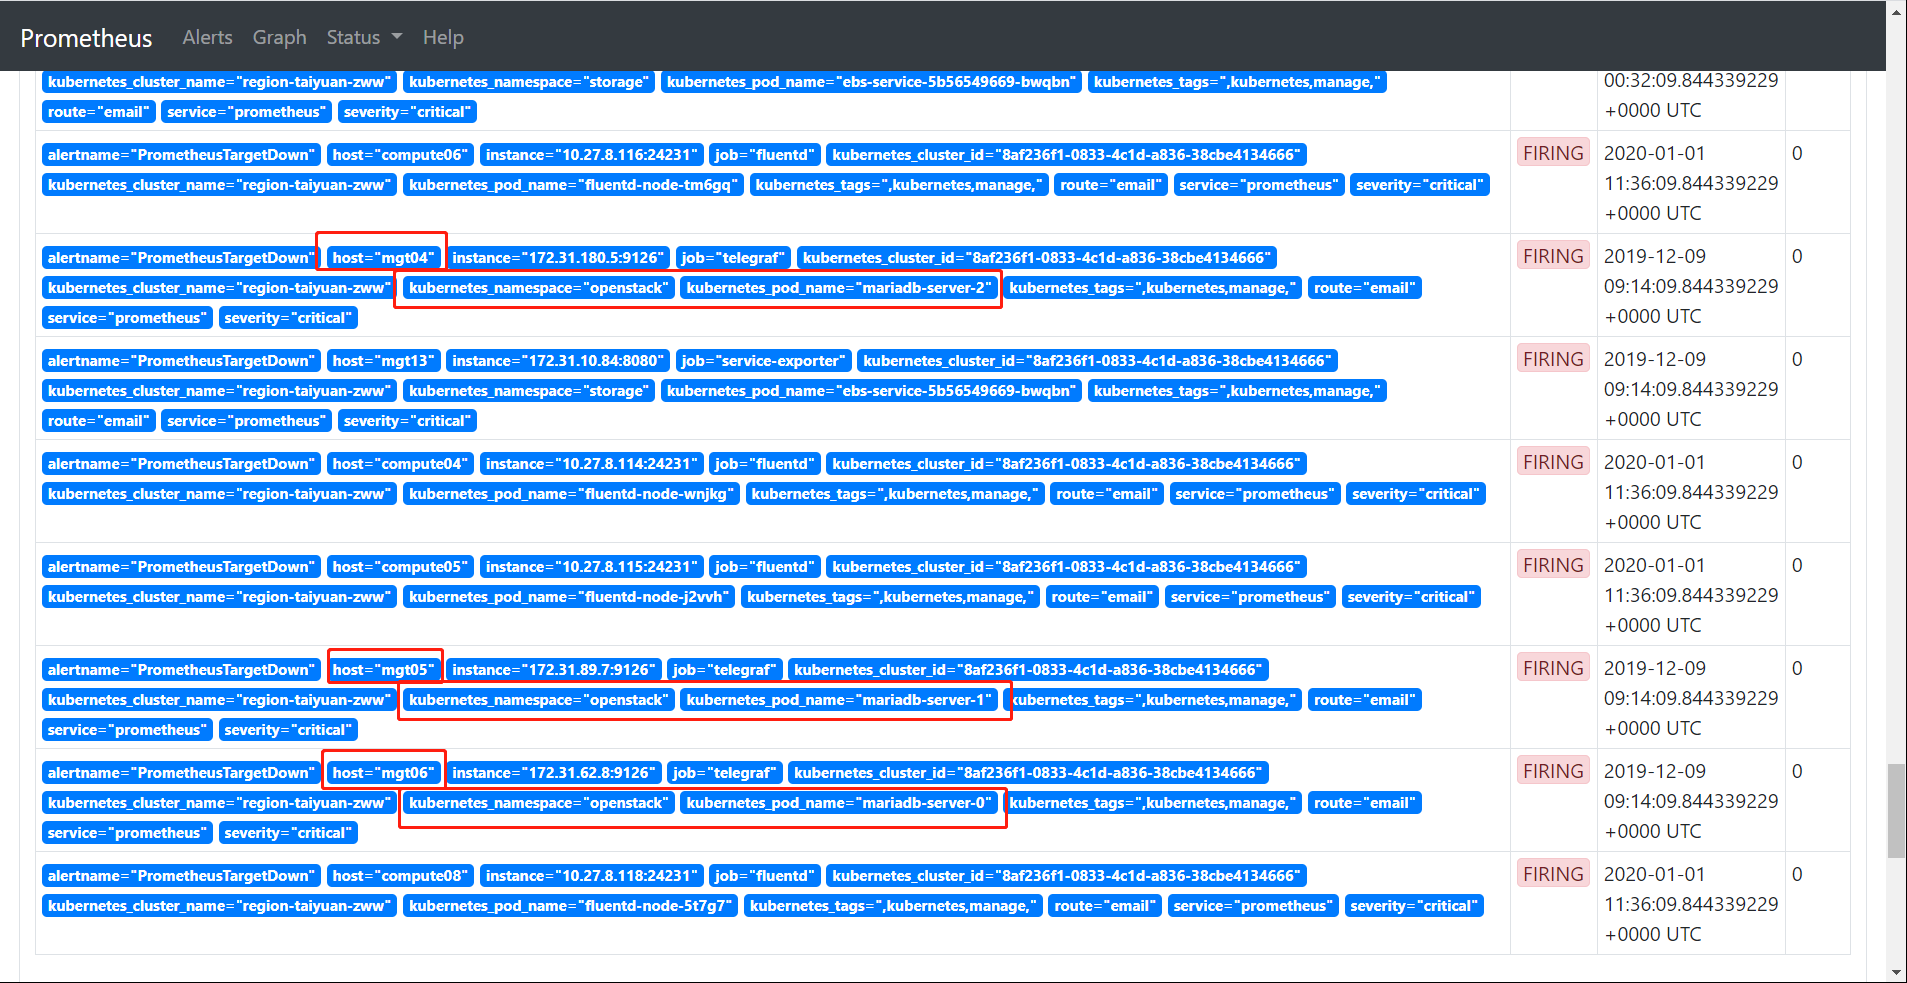 Prometheus Alerts Graph Status Help
kubernetes_cluster_name="region-taiyuan-zww" kubernetes_namespace="storage" kubernetes_pod_name="ebs-service-5b56549669-bwqbn" kubernetes_tags=",kubernetes,manage," 00:32:09.844339229
route="email" service="prometheus" severity="critical" +0000 UTC
alertname="PrometheusTargetDown" host="compute06" instance="10.27.8.116:24231" job="fluentd" kubernetes_cluster_id="8af236f1-0833-4c1d-a836-38cbe4134666" FIRING 2020-01-01 0
kubernetes_cluster_name="region-taiyuan-zww" kubernetes_pod_name="fluentd-node-tm6gq" kubernetes_tags=",kubernetes,manage," route="email" service="prometheus" severity="critical" 11:36:09.844339229
+0000 UTC
alertname="PrometheusTargetDown" host="mgt04" instance="172.31.180.5:9126" job="telegraf" kubernetes_cluster_id="8af236f1-0833-4c1d-a836-38cbe4134666" FIRING 2019-12-09 0
kubernetes_cluster_name="region-taiyuan-zww" kubernetes_namespace="openstack" kubernetes_pod_name="mariadb-server-2" kubernetes_tags=",kubernetes,manage," route="email" 09:14:09.844339229
service="prometheus" severity="critical" +0000 UTC
alertname="PrometheusTargetDown" host="mgt13" instance="172.31.10.84:8080" job="service-exporter" kubernetes_cluster_id="8af236f1-0833-4c1d-a836-38cbe4134666" FIRING 2019-12-09 0
kubernetes_cluster_name="region-taiyuan-zww" kubernetes_namespace="storage" kubernetes_pod_name="ebs-service-5b56549669-bwqbn" kubernetes_tags=",kubernetes,manage," 09:14:09.844339229
route="email" service="prometheus" severity="critical" +0000 UTC
alertname="PrometheusTargetDown" host="compute04" instance="10.27.8.114:24231" job="fluentd" kubernetes_cluster_id="8af236f1-0833-4c1d-a836-38cbe4134666" FIRING 2020-01-01 0
kubernetes_cluster_name="region-taiyuan-zww" kubernetes_pod_name="fluentd-node-wnjkg" kubernetes_tags=",kubernetes,manage," route="email" service="prometheus" severity="critical" 11:36:09.844339229
+0000 UTC
alertname="PrometheusTargetDown" host="compute05" instance="10.27.8.115:24231" job="fluentd" kubernetes_cluster_id="8af236f1-0833-4c1d-a836-38cbe4134666" FIRING 2020-01-01 0
kubernetes_cluster_name="region-taiyuan-zww" kubernetes_pod_name="fluentd-node-j2vvh" kubernetes_tags=",kubernetes,manage," route="email" service="prometheus" severity="critical" 11:36:09.844339229
+0000 UTC
alertname="PrometheusTargetDown" host="mgt05" instance="172.31.89.7:9126" job="telegraf" kubernetes_cluster_id="8af236f1-0833-4c1d-a836-38cbe4134666" FIRING 2019-12-09 0
kubernetes_cluster_name="region-taiyuan-zww" kubernetes_namespace="openstack" kubernetes_pod_name="mariadb-server-1" kubernetes_tags=",kubernetes,manage," route="email" 09:14:09.844339229
service="prometheus" severity="critical" +0000 UTC
alertname="PrometheusTargetDown" host="mgt06" instance="172.31.62.8:9126" job="telegraf" kubernetes_cluster_id="8af236f1-0833-4c1d-a836-38cbe4134666" FIRING 2019-12-09 0
kubernetes_cluster_name="region-taiyuan-zww" kubernetes_namespace="openstack" kubernetes_pod_name="mariadb-server-0" kubernetes_tags=",kubernetes,manage," route="email" 09:14:09.844339229
service="prometheus" severity="critical" +0000 UTC
alertname="PrometheusTargetDown" host="compute08" instance="10.27.8.118:24231" job="fluentd" kubernetes_cluster_id="8af236f1-0833-4c1d-a836-38cbe4134666" FIRING 2020-01-01 0
kubernetes_cluster_name="region-taiyuan-zww" kubernetes_pod_name="fluentd-node-5t7g7" kubernetes_tags=",kubernetes,manage," route="email" service="prometheus" severity="critical" 11:36:09.844339229
+0000 UTC